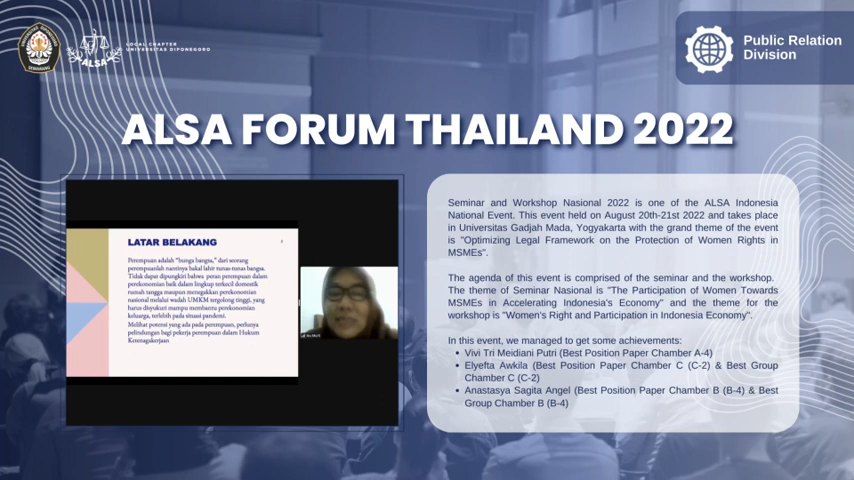 UNIVERSITAS DIPONEGORO
SEMARANG
ALSA
LOCAL CHAPTER
UNIVERSITAS DIPONEGORO
Public Relation
Division
ALSA FORUM THAILAND 2022
LATAR BELAKANG
Perempuan adalah “bunga bangsa,” dari seorang
perempuanlah nantinya bakal lahir tunas-tunas bangsa.
Tidak dapat dipungkiri bahwa peran perempuan dalam
perekonomian baik dalam lingkup terkecil domestik
rumah tangga maupun menegakkan perekonomian
nasional melalui wadah UMKM tergolong tinggi, yang
harus disyukuri mampu membantu perekonomian
keluarga, terlebih pada situasi pandemi.
Melihat potensi yang ada pada perempuan, perlunya
pelindungan bagi pekerja perempuan dalam Hukum
Ketenagakerjaan
Seminar and Workshop Nasional 2022 is one of the ALSA Indonesia
National Event. This event held on August 20th-21st 2022 and takes place
in Universitas Gadjah Mada, Yogyakarta with the grand theme of the event
is "Optimizing Legal Framework on the Protection of Women Rights in
MSMEs".
The agenda of this event is comprised of the seminar and the workshop.
The theme of Seminar Nasional is "The Participation of Women Towards
MSMEs in Accelerating Indonesia's Economy" and the theme for the
workshop is "Women's Right and Participation in Indonesia Economy".
In this event, we managed to get some achievements:
▪ Vivi Tri Meidiani Putri (Best Position Paper Chamber A-4)
▪ Elyefta Awkila (Best Position Paper Chamber C (C-2) & Best Group
Chamber C (C-2)
▪ Anastasya Sagita Angel (Best Position Paper Chamber B (B-4) & Best
Group Chamber B (B-4)